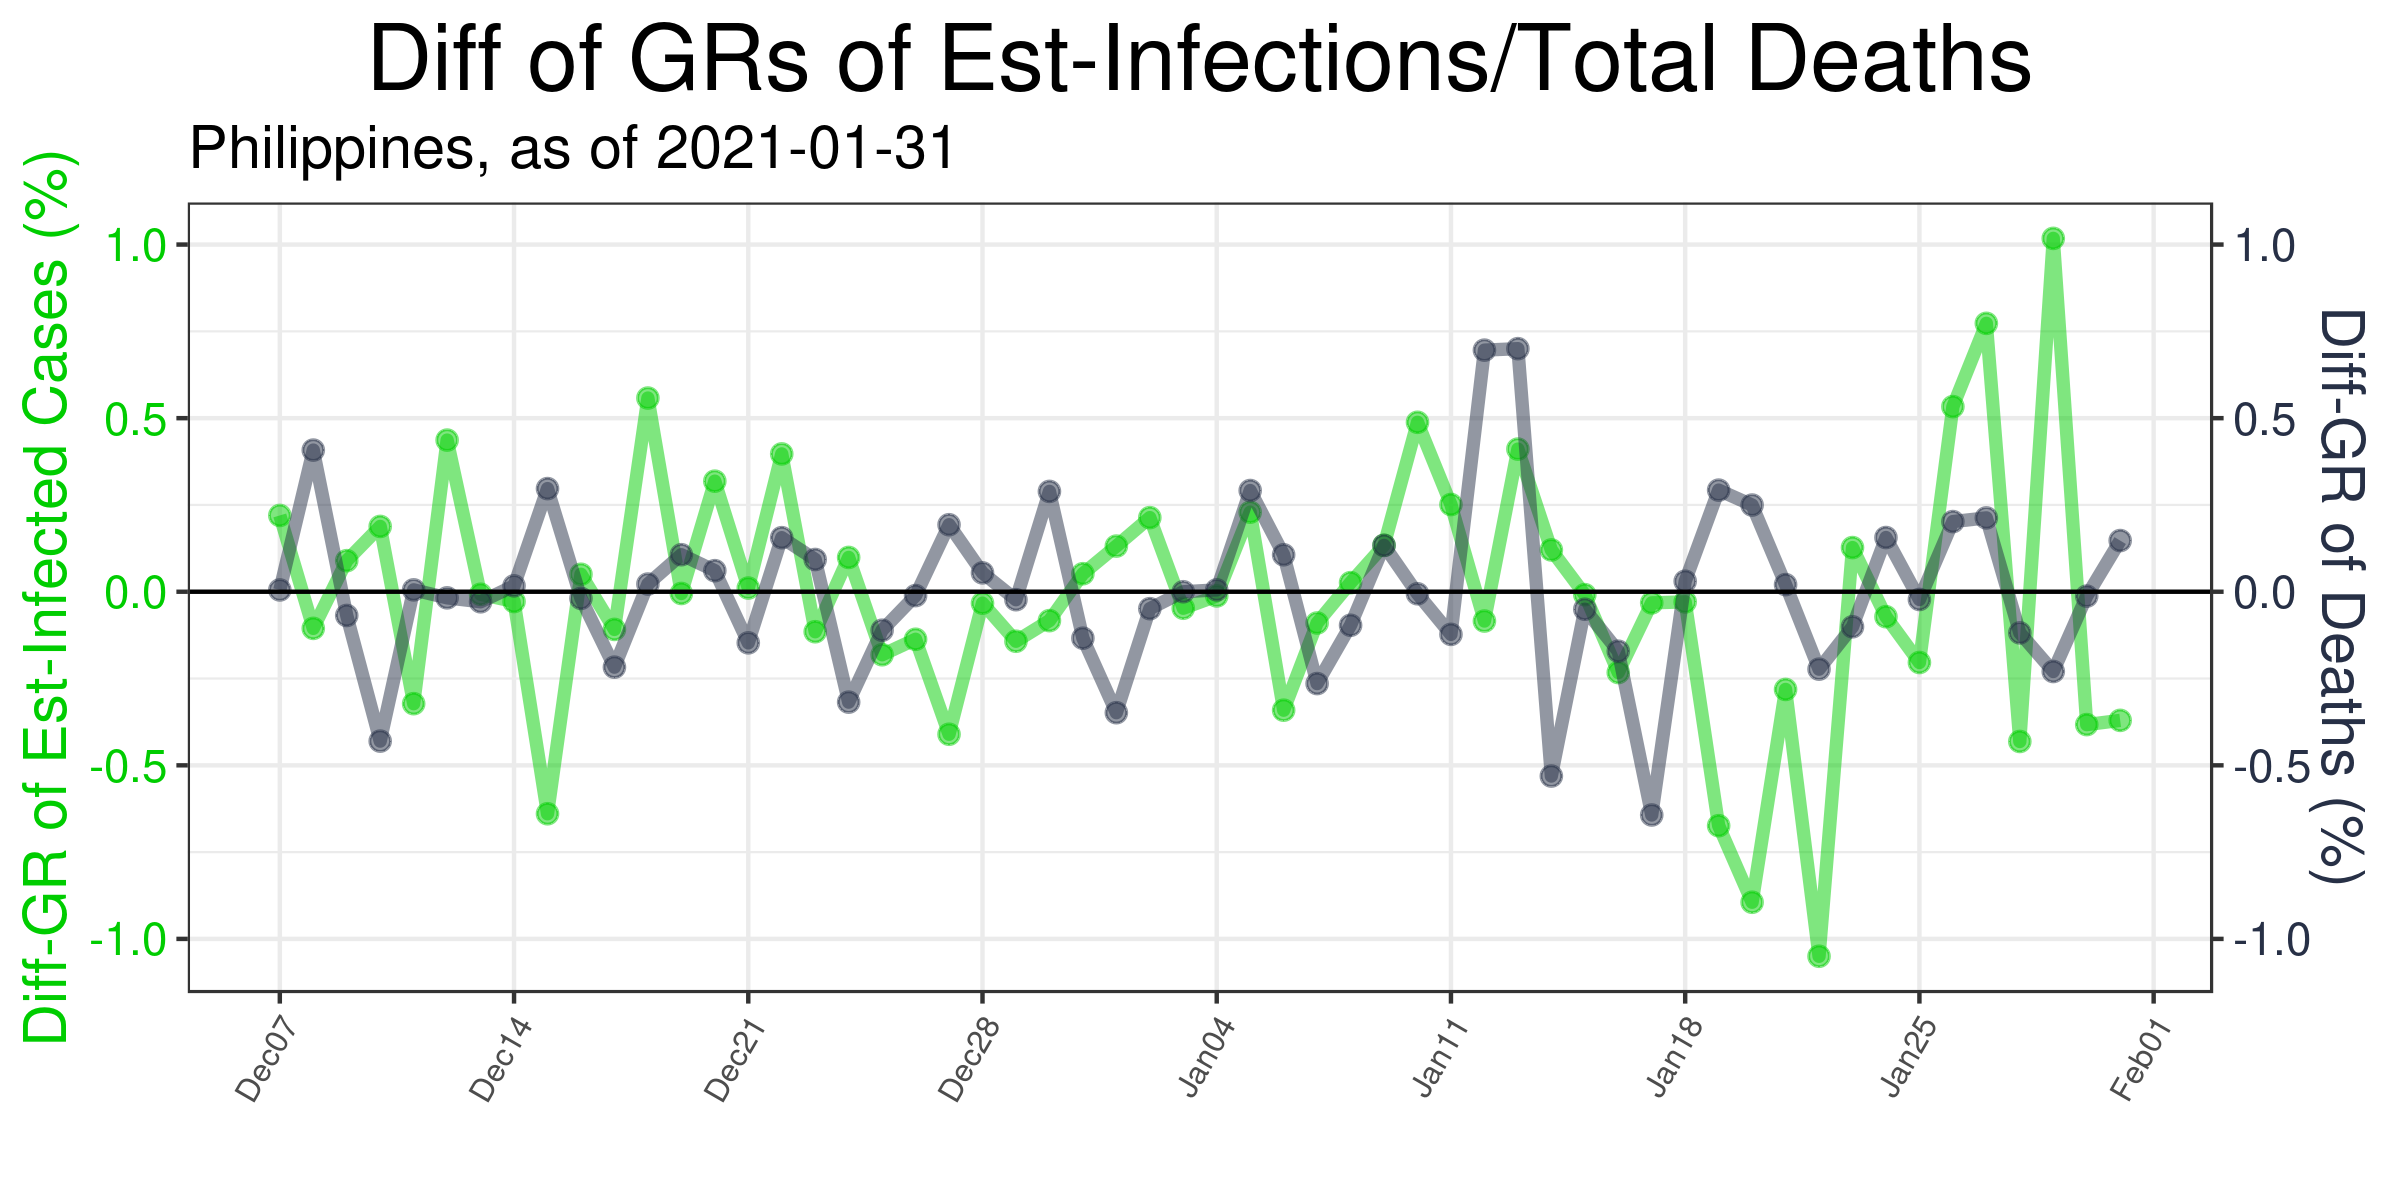 Diff of GRs of Est-Infections/Total Deaths
Philippines, as of 2021-01-31
Diff-GR of Est-Infected Cases (%)
1.0
0.5
0.0
-0.5
-1.0
1.0
0.5
0.0
-0.5
-1.0
Diff-GR of Deaths (%)
Dec07
Dec14
Dec21
Dec28
Jan04
Jan11
Jan18
Jan25
Feb01